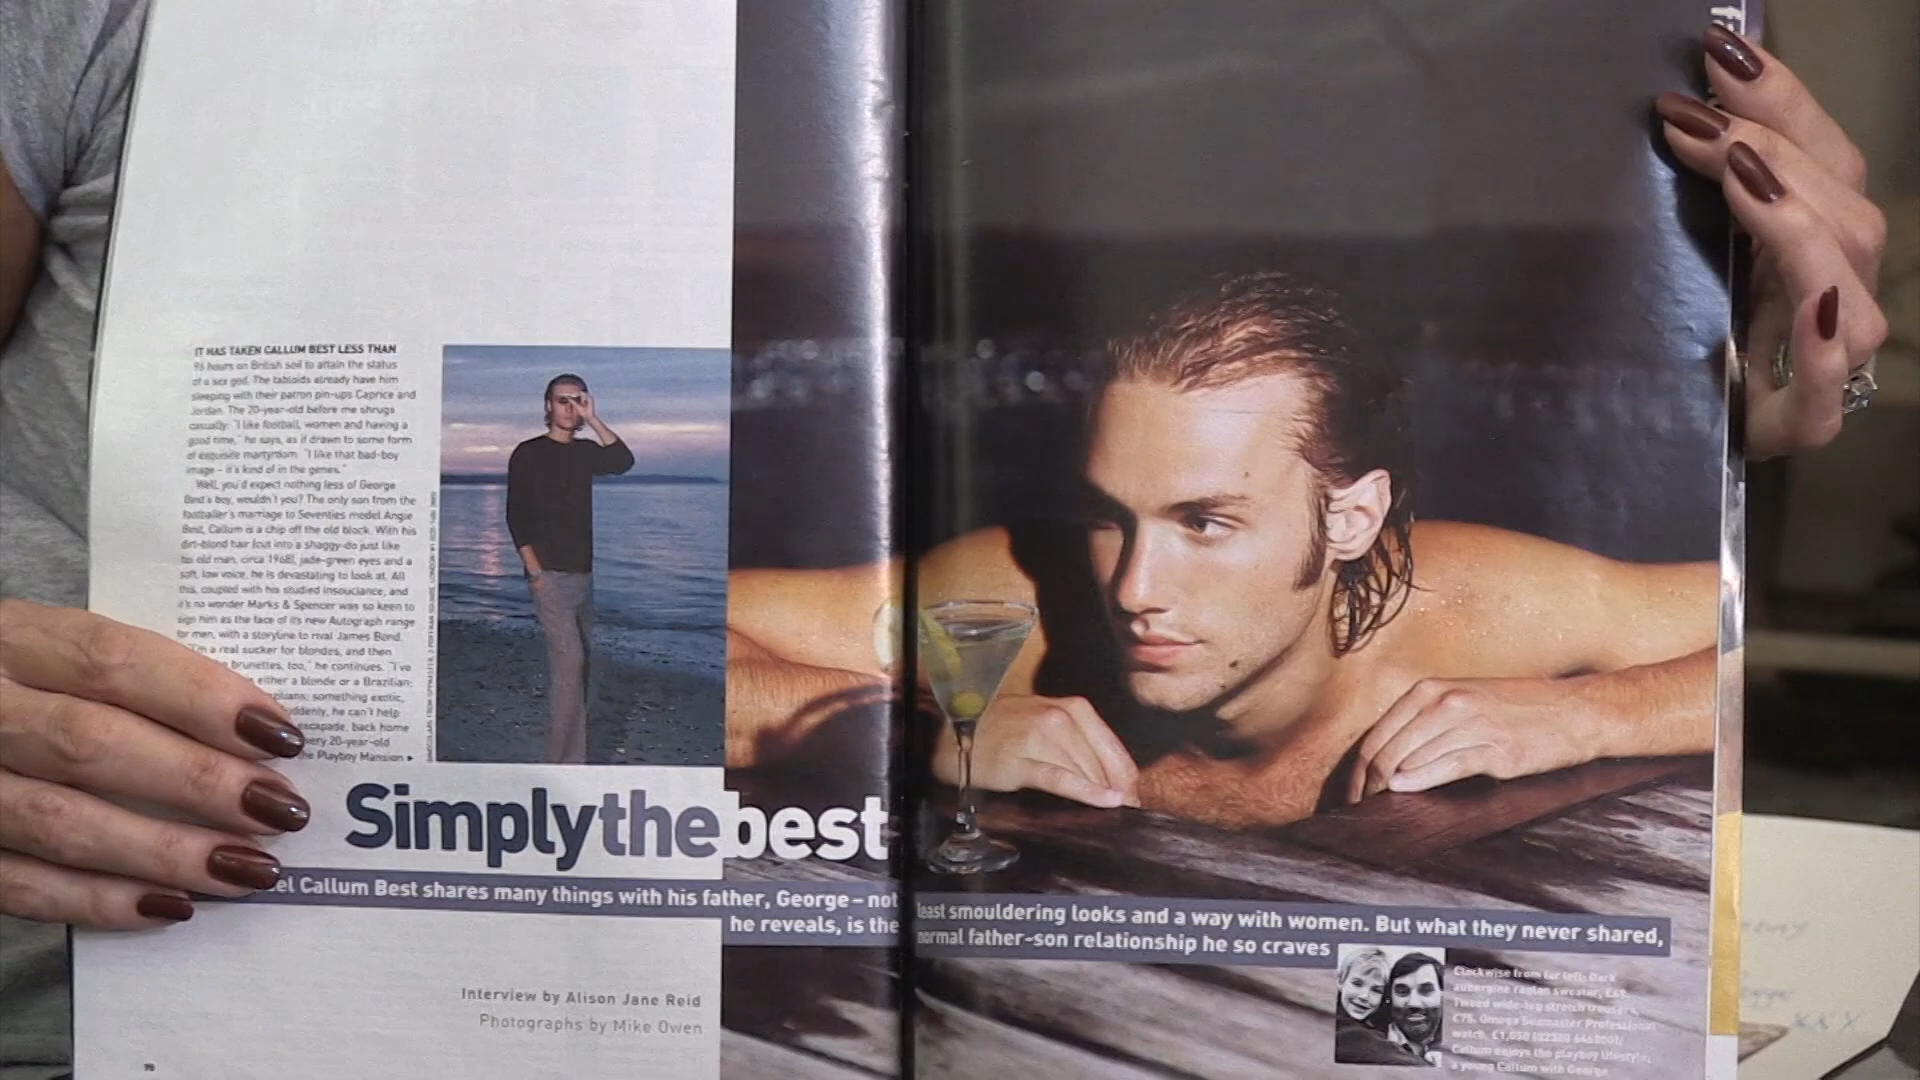 IT HAS TAKEN CALLUM BEST LESS THAN
96 hours on British soil to attain the status
of a sex god. The tabloids already have him
sleeping with their patron pin-ups Caprice and
Jordan. The 20-year-old before me shrugs
casually: "I like football, women and having a
good time," he says, as if drawn to some form
of exquisite martyrdom. "I like that bad-boy
image – it's kind of in the genes."
Well, you'd expect nothing less of George
Best's boy, wouldn't you? The only son from the
footballer's marriage to Seventies model Angie
Best, Callum is a chip off the old block. With his
dirt-blond hair (cut into a shaggy-do just like
his old man, circa 1968), jade-green eyes and a
soft, low voice, he is devastating to look at. All
this, coupled with his studied insouciance, and
it's no wonder Marks & Spencer was so keen to
sign him as the face of its new Autograph range
for men, with a storyline to rival James Bond.
"I'm a real sucker for blondes, and then
brunettes, too," he continues. "I've
either a blonde or a Brazilian;
something exotic,
uddenly, he can't help
escapade, back home
very 20-year-old
the Playboy Mansion ▶
Simplythebest
el Callum Best shares many things with his father, George – not least smouldering looks and a way with women. But what they never shared,
he reveals, is the normal father-son relationship he so craves
Interview by Alison Jane Reid
Photographs by Mike Owen
Clockwise from far left: Dark
aubergine raglan sweater, £69.
Tweed wide-leg stretch trousers,
£75. Omega Seamaster Professional
watch, £1,050
Callum enjoys the playboy lifestyle;
a young Callum with George
xxx